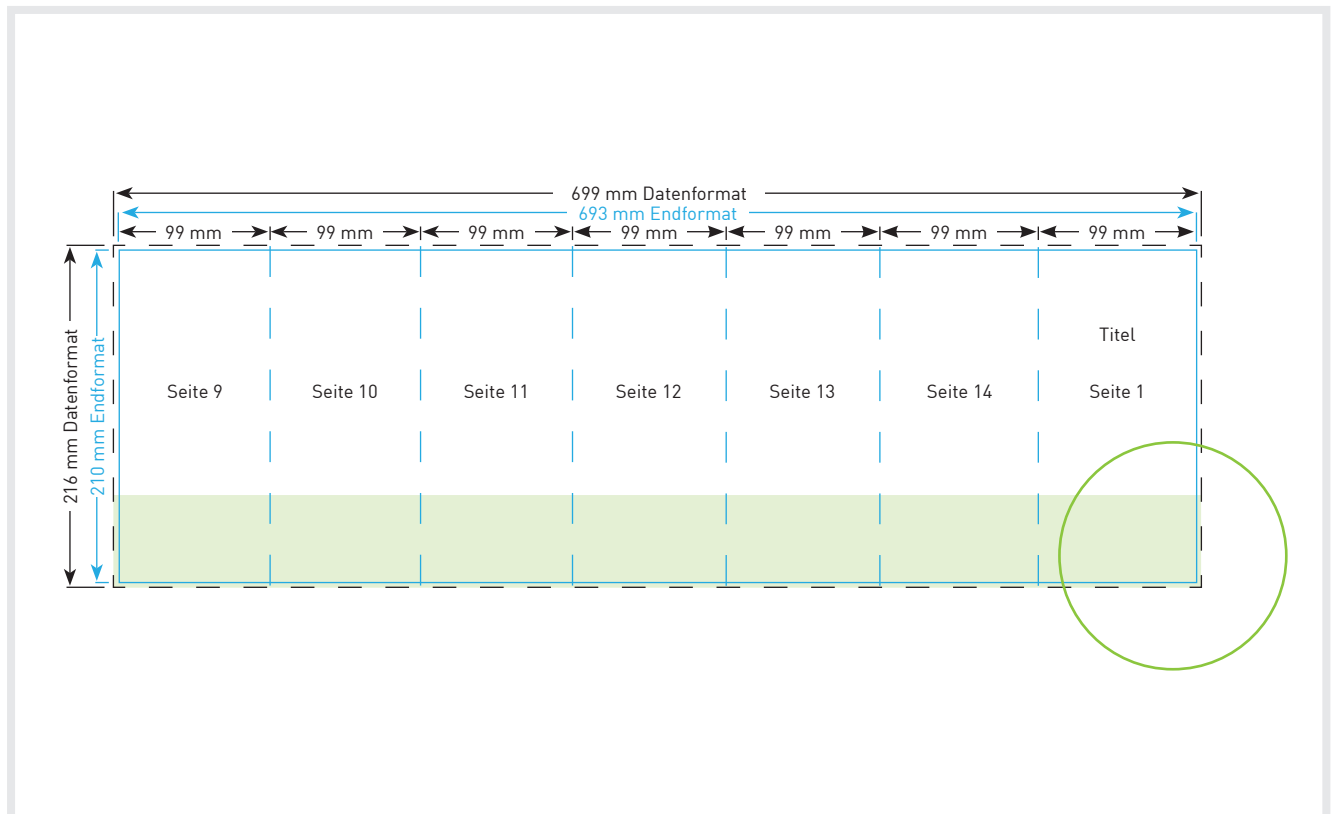 699 mm Datenformat
693 mm Endformat
99 mm 99 mm 99 mm 99 mm 99 mm 99 mm 99 mm
216 mm Datenformat
210 mm Endformat
Titel
Seite 9 Seite 10 Seite 11 Seite 12 Seite 13 Seite 14 Seite 1